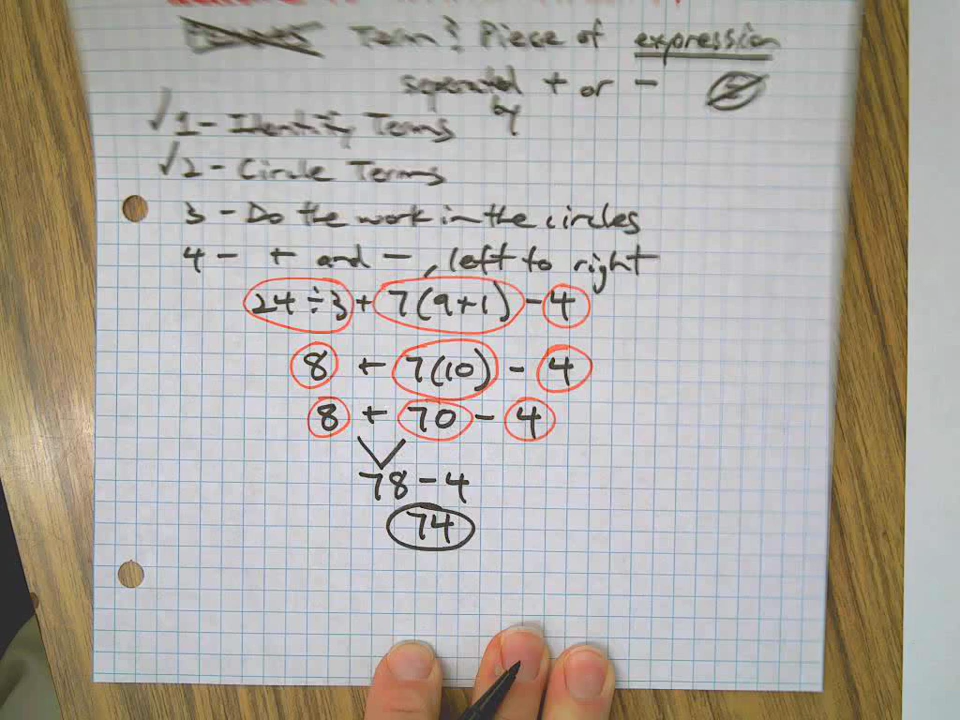 Term? Piece of expression
seperated by + or -
√ 1- Identify Terms
√ 2- Circle Terms
3 - Do the work in the circles
4 - + and -, left to right
24 ÷ 3 + 7(9+1) - 4
8 + 7(10) - 4
8 + 70 - 4
78 - 4
74